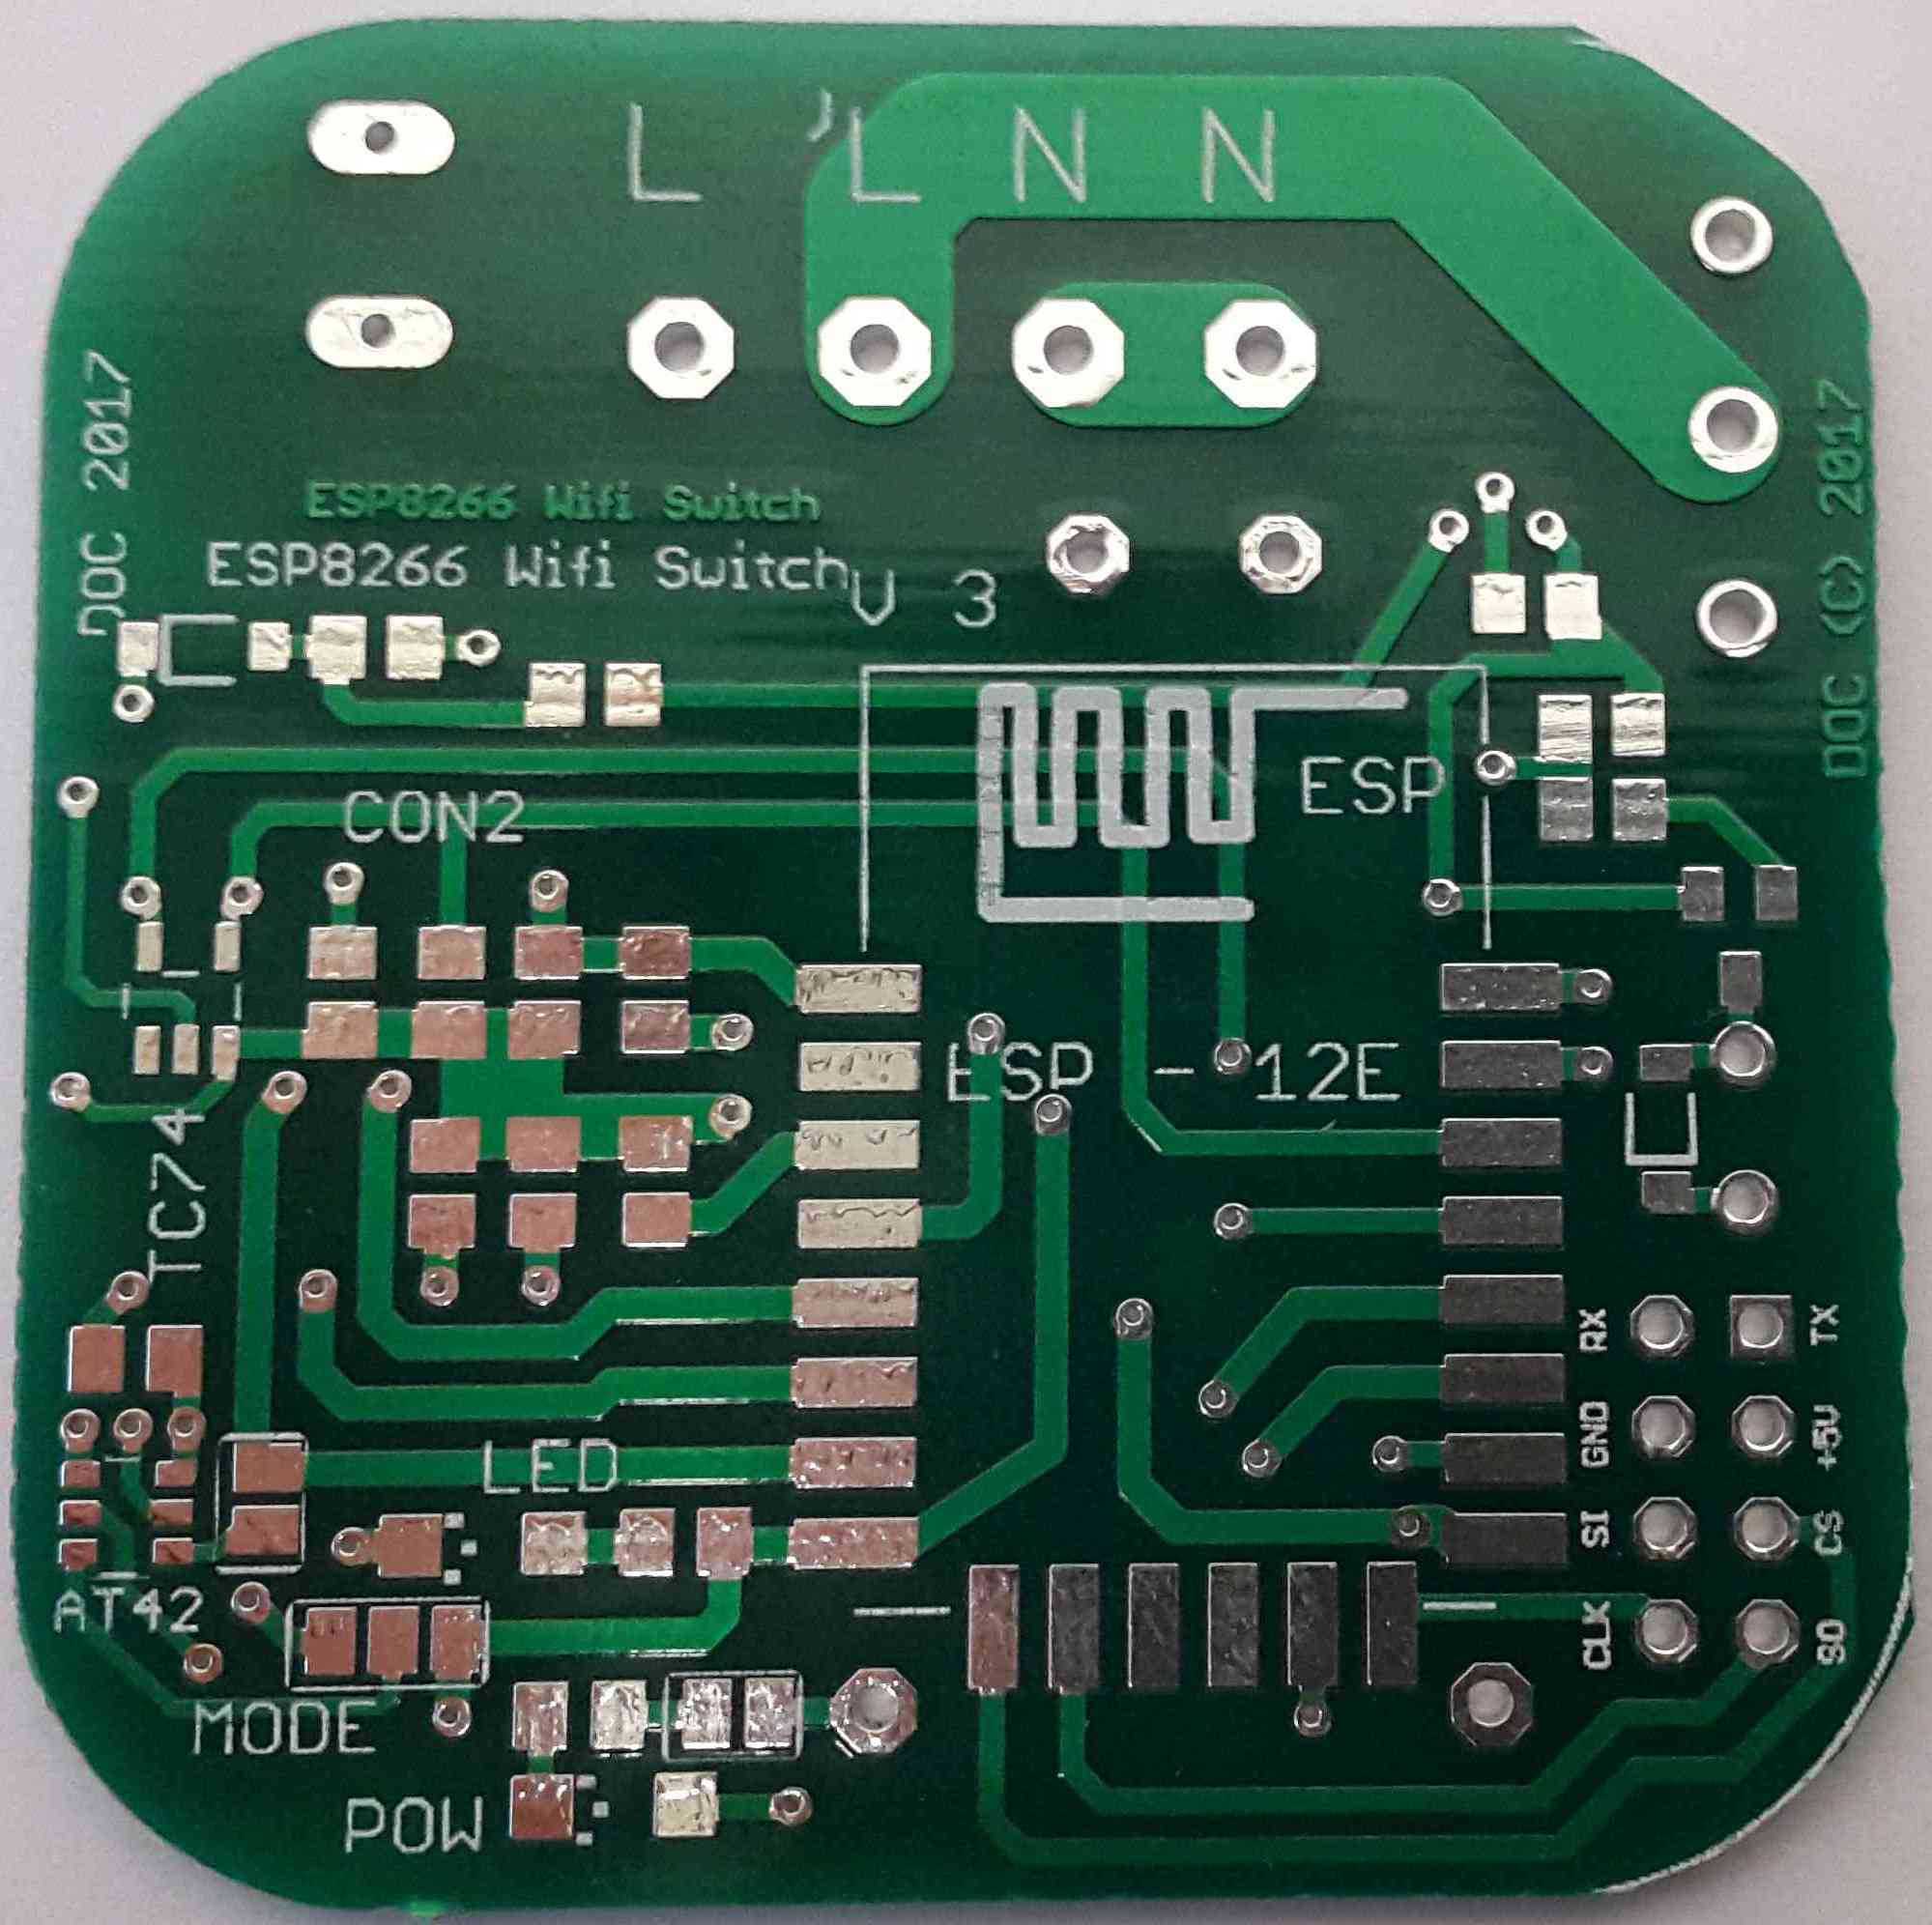 L 'L N N
DOC 2017
DOC (C) 2017
ESP8266 Wifi Switch
ESP8266 Wifi Switch
V 3
ESP
CON2
ESP - 12E
TC74
RX
TX
GND
+5V
LED
SI
CS
AT42
CLK
SO
MODE
POW